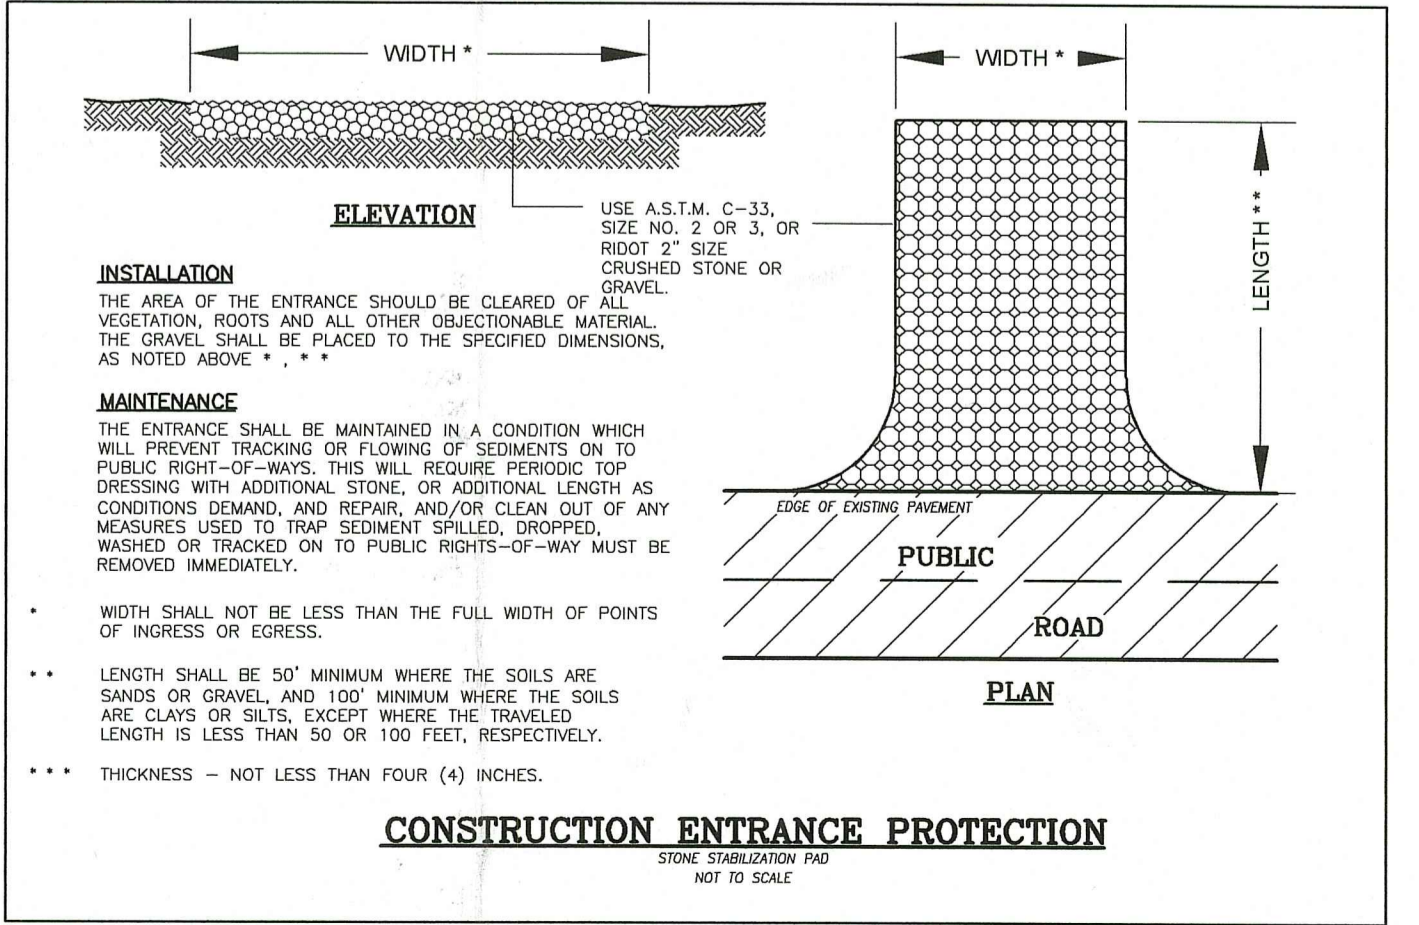 WIDTH *
WIDTH *
ELEVATION
USE A.S.T.M. C-33,
SIZE NO. 2 OR 3, OR
RIDOT 2" SIZE
CRUSHED STONE OR
GRAVEL.
LENGTH * *
INSTALLATION
THE AREA OF THE ENTRANCE SHOULD BE CLEARED OF ALL
VEGETATION, ROOTS AND ALL OTHER OBJECTIONABLE MATERIAL.
THE GRAVEL SHALL BE PLACED TO THE SPECIFIED DIMENSIONS,
AS NOTED ABOVE * , * *
MAINTENANCE
THE ENTRANCE SHALL BE MAINTAINED IN A CONDITION WHICH
WILL PREVENT TRACKING OR FLOWING OF SEDIMENTS ON TO
PUBLIC RIGHT-OF-WAYS. THIS WILL REQUIRE PERIODIC TOP
DRESSING WITH ADDITIONAL STONE, OR ADDITIONAL LENGTH AS
CONDITIONS DEMAND, AND REPAIR, AND/OR CLEAN OUT OF ANY
MEASURES USED TO TRAP SEDIMENT SPILLED, DROPPED,
WASHED OR TRACKED ON TO PUBLIC RIGHTS-OF-WAY MUST BE
REMOVED IMMEDIATELY.
* WIDTH SHALL NOT BE LESS THAN THE FULL WIDTH OF POINTS
OF INGRESS OR EGRESS.
* * LENGTH SHALL BE 50' MINIMUM WHERE THE SOILS ARE
SANDS OR GRAVEL, AND 100' MINIMUM WHERE THE SOILS
ARE CLAYS OR SILTS, EXCEPT WHERE THE TRAVELED
LENGTH IS LESS THAN 50 OR 100 FEET, RESPECTIVELY.
* * * THICKNESS - NOT LESS THAN FOUR (4) INCHES.
EDGE OF EXISTING PAVEMENT
PUBLIC
ROAD
PLAN
CONSTRUCTION ENTRANCE PROTECTION
STONE STABILIZATION PAD
NOT TO SCALE